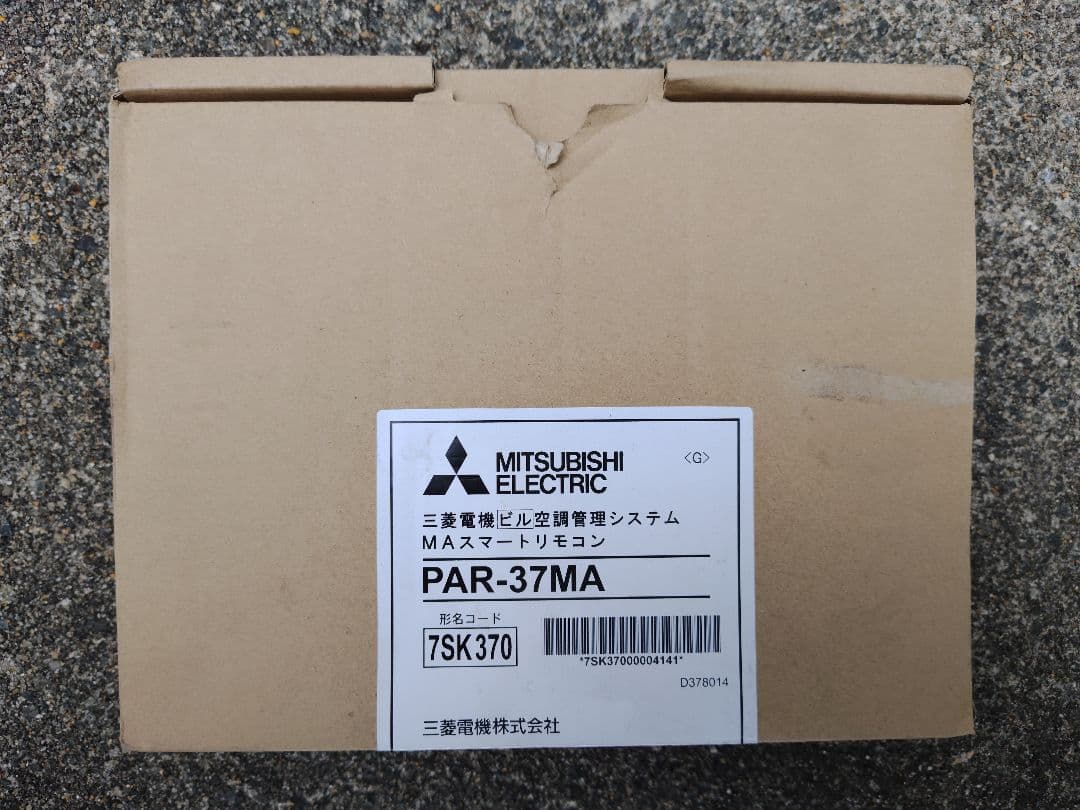 MITSUBISHI
ELECTRIC
〈G〉
三菱電機ビル空調管理システム
MAスマートリモコン
PAR-37MA
形名コード
7SK370
*7SK37000004141*
D378014
三菱電機株式会社